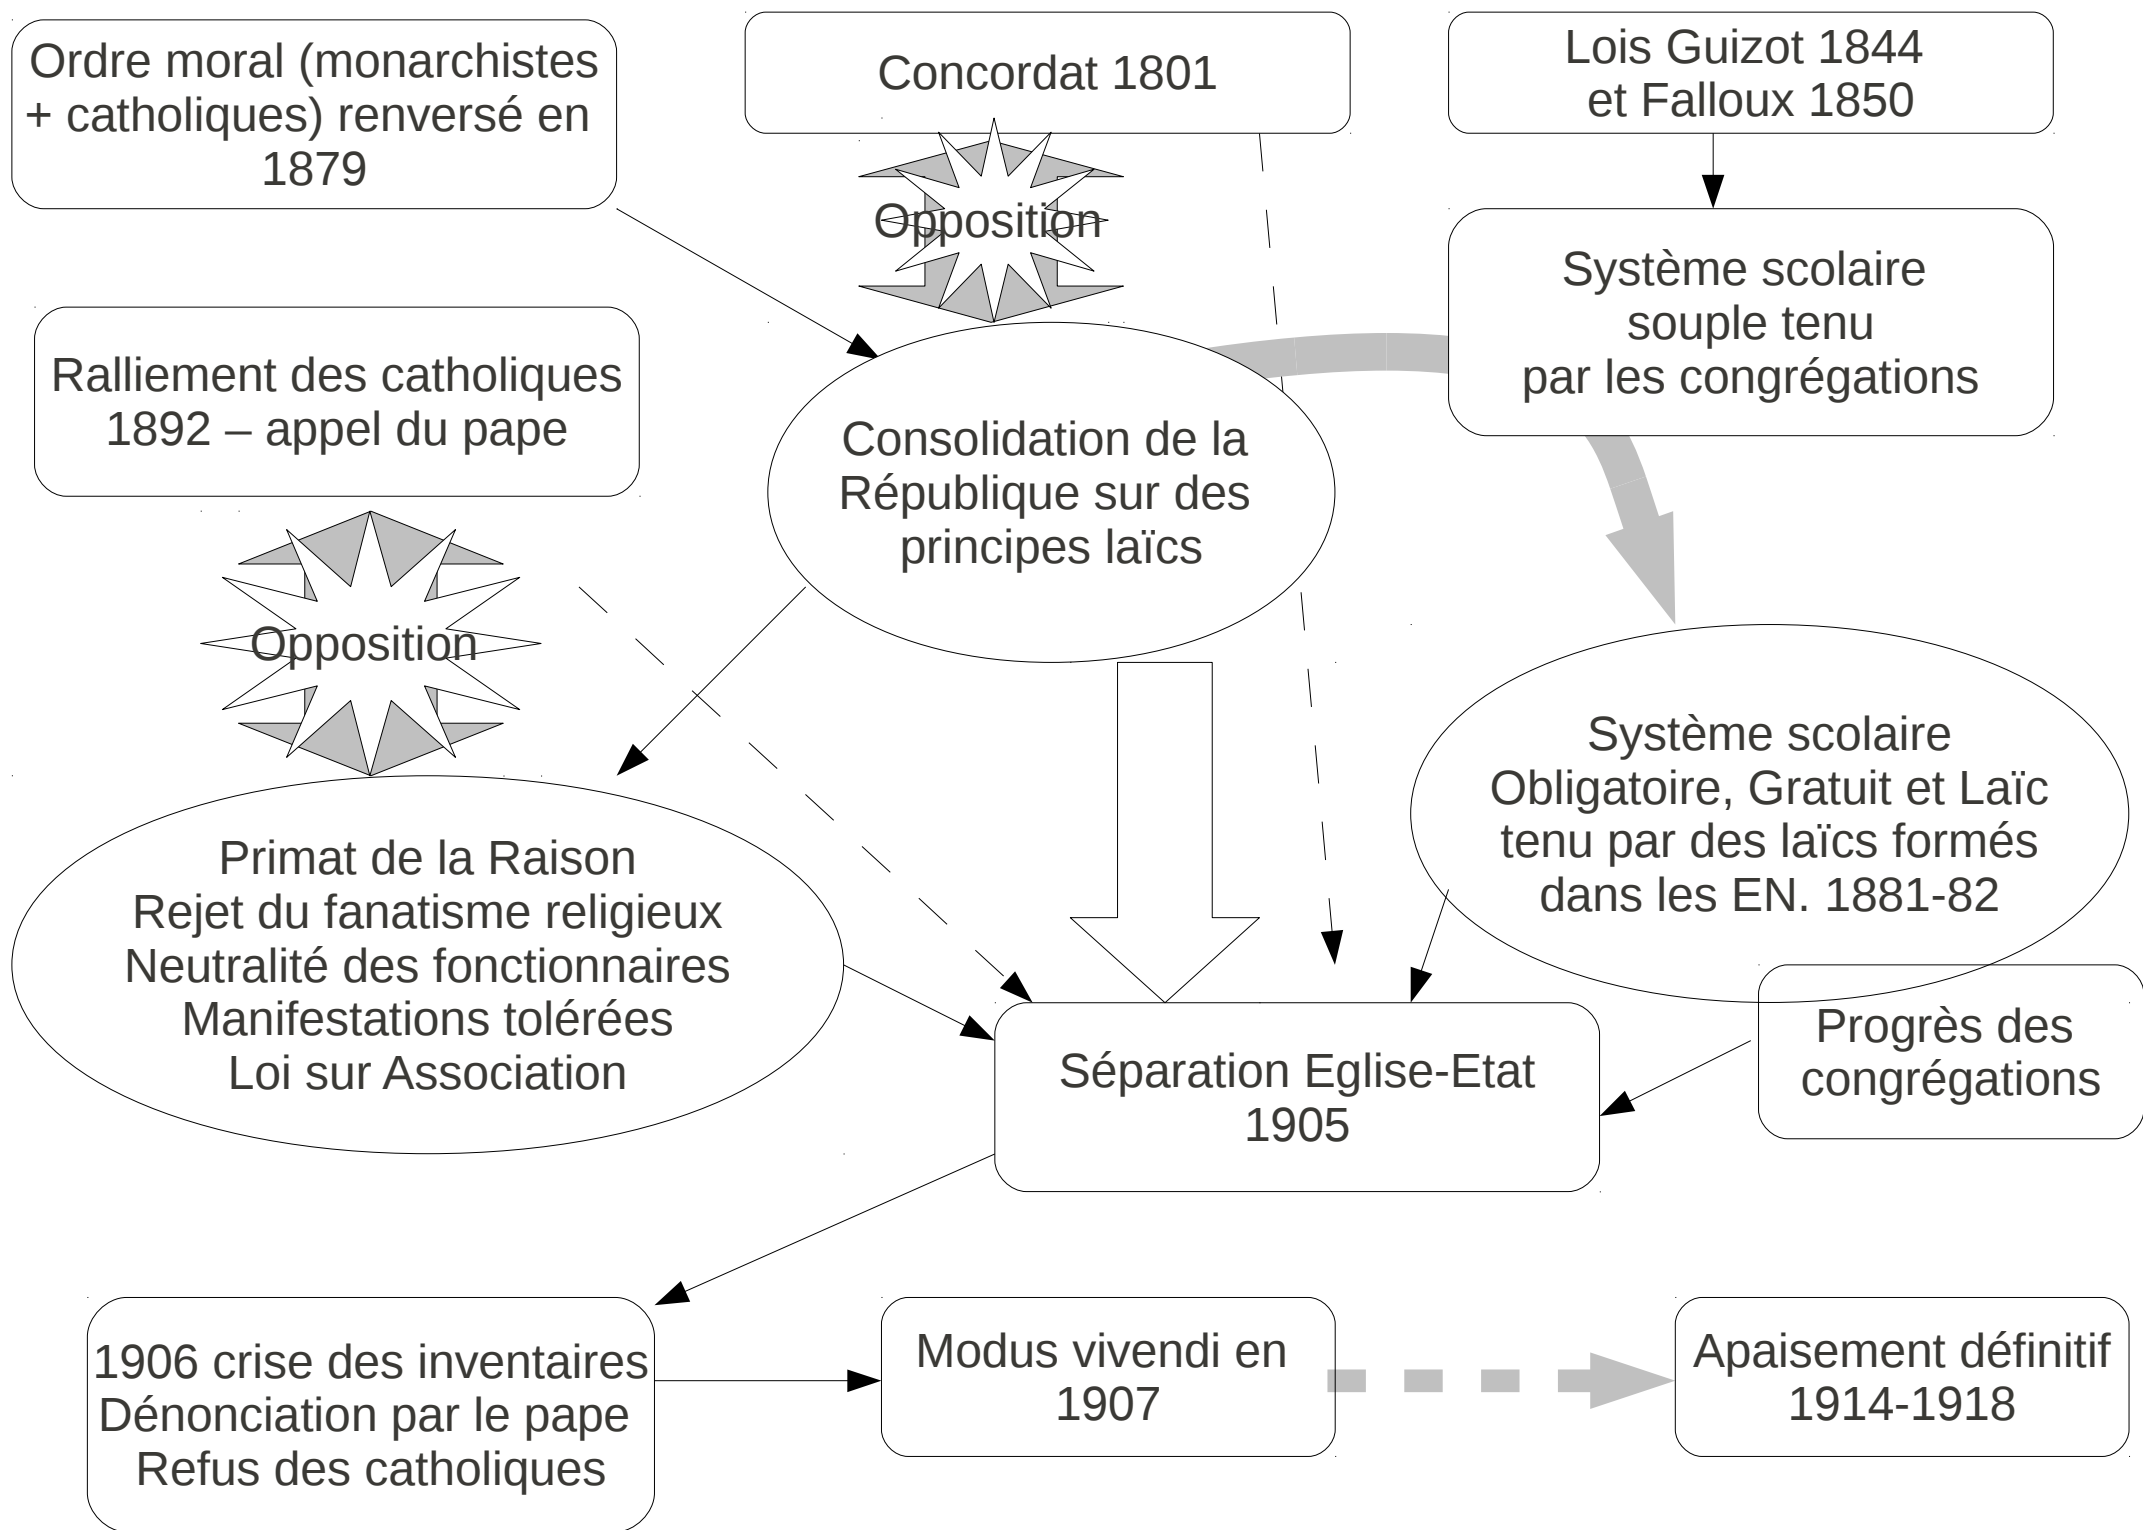 Ordre moral (monarchistes
+ catholiques) renversé en
1879
Concordat 1801
Lois Guizot 1844
et Falloux 1850
Opposition
Système scolaire
souple tenu
par les congrégations
Ralliement des catholiques
1892 – appel du pape
Consolidation de la
République sur des
principes laïcs
Opposition
Système scolaire
Obligatoire, Gratuit et Laïc
tenu par des laïcs formés
dans les EN. 1881-82
Primat de la Raison
Rejet du fanatisme religieux
Neutralité des fonctionnaires
Manifestations tolérées
Loi sur Association
Séparation Eglise-Etat
1905
Progrès des
congrégations
1906 crise des inventaires
Dénonciation par le pape
Refus des catholiques
Modus vivendi en
1907
Apaisement définitif
1914-1918